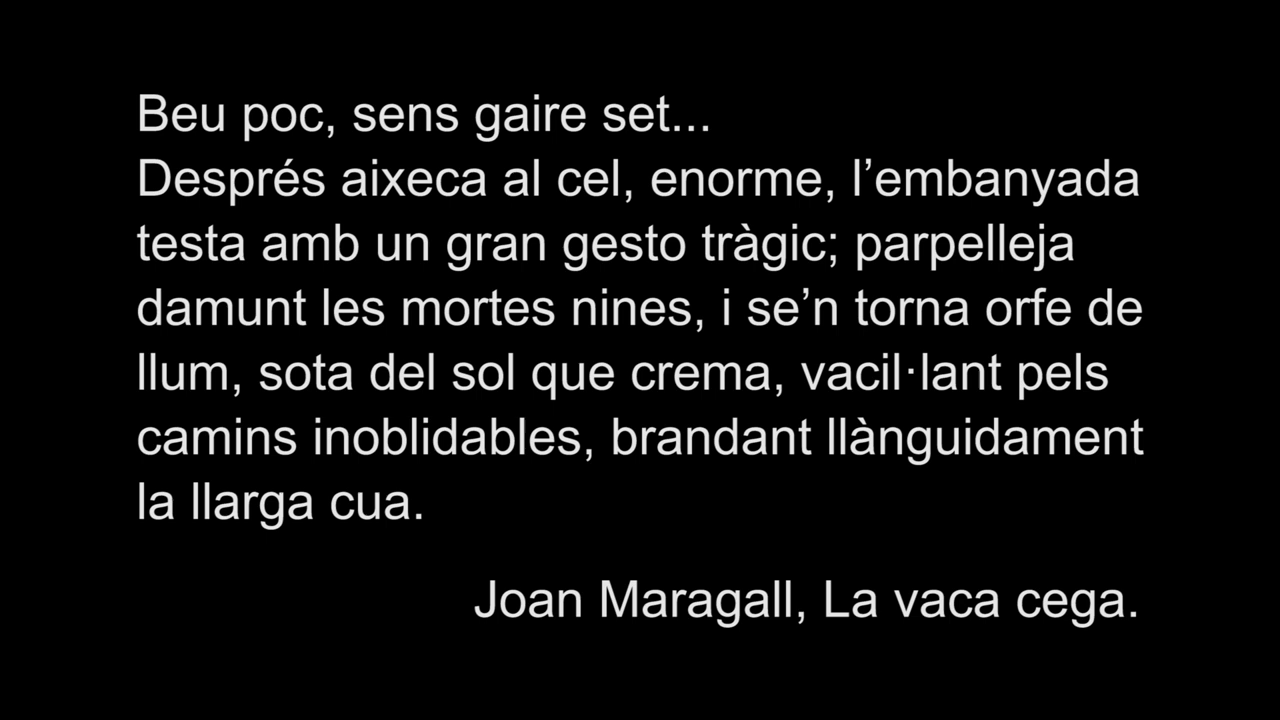 Beu poc, sens gaire set...
Després aixeca al cel, enorme, l’embanyada
testa amb un gran gesto tràgic; parpelleja
damunt les mortes nines, i se’n torna orfe de
llum, sota del sol que crema, vacil·lant pels
camins inoblidables, brandant llànguidament
la llarga cua.
Joan Maragall, La vaca cega.